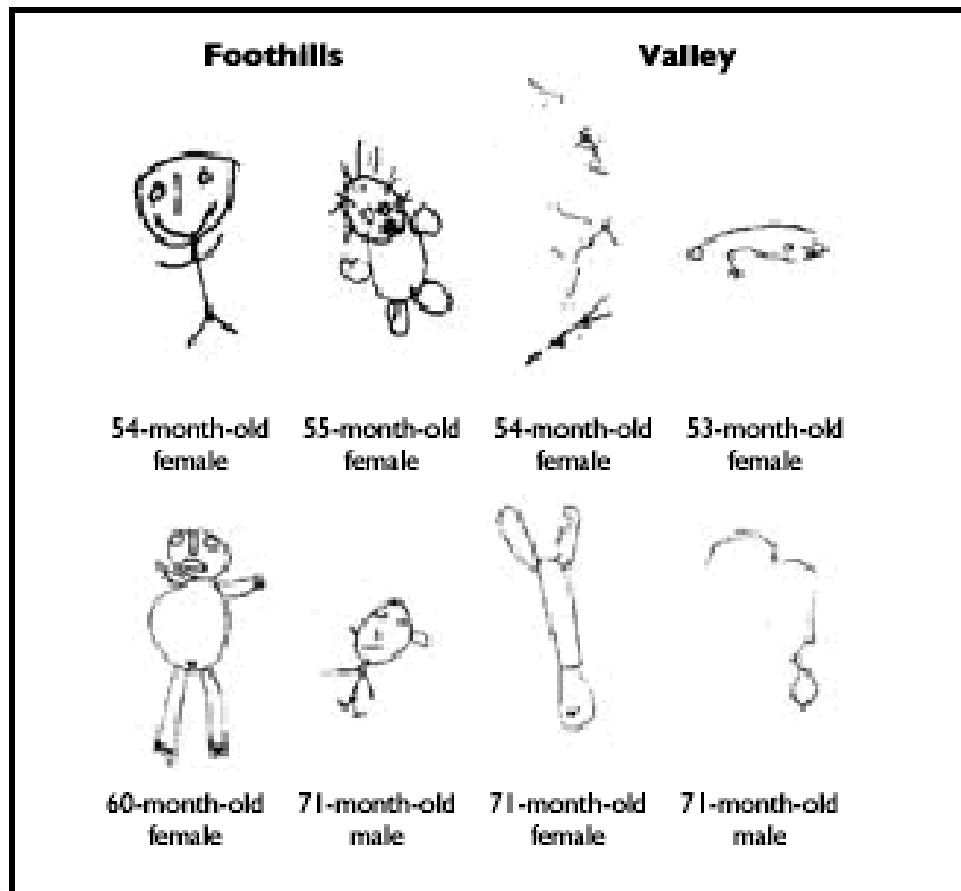 Foothills Valley
54-month-old 55-month-old 54-month-old 53-month-old
female female female female
60-month-old 71-month-old 71-month-old 71-month-old
female male female male